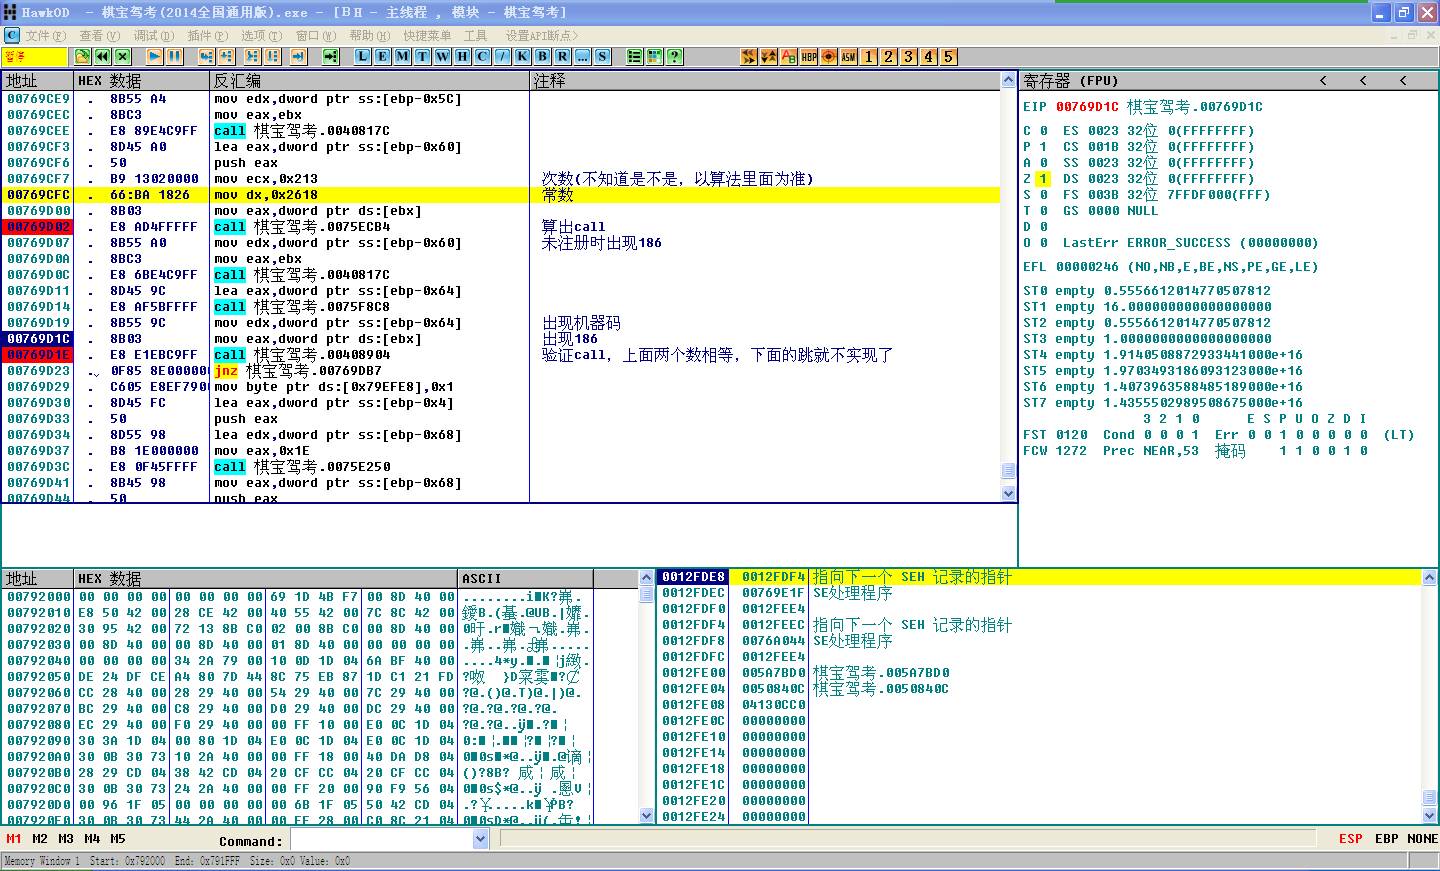 HawkOD - 棋宝驾考(2014全国通用版).exe - [B H - 主线程 , 模块 - 棋宝驾考]
C 文件(F) 查看(V) 调试(D) 插件(P) 选项(T) 窗口(W) 帮助(H) 快捷菜单 工具 设置API断点>
暂停 L E M T W H C / K B R ... S ? HBP ASM 1 2 3 4 5
地址 HEX 数据 反汇编 注释
00769CE9 . 8B55 A4 mov edx,dword ptr ss:[ebp-0x5C]
00769CEC . 8BC3 mov eax,ebx
00769CEE . E8 89E4C9FF call 棋宝驾考.0040817C
00769CF3 . 8D45 A0 lea eax,dword ptr ss:[ebp-0x60]
00769CF6 . 50 push eax
00769CF7 . B9 13020000 mov ecx,0x213 次数(不知道是不是, 以算法里面为准)
00769CFC . 66:BA 1826 mov dx,0x2618 常数
00769D00 . 8B03 mov eax,dword ptr ds:[ebx]
00769D02 . E8 AD4FFFFF call 棋宝驾考.0075ECB4 算出call
00769D07 . 8B55 A0 mov edx,dword ptr ss:[ebp-0x60] 未注册时出现186
00769D0A . 8BC3 mov eax,ebx
00769D0C . E8 6BE4C9FF call 棋宝驾考.0040817C
00769D11 . 8D45 9C lea eax,dword ptr ss:[ebp-0x64]
00769D14 . E8 AF5BFFFF call 棋宝驾考.0075F8C8
00769D19 . 8B55 9C mov edx,dword ptr ss:[ebp-0x64] 出现机器码
00769D1C . 8B03 mov eax,dword ptr ds:[ebx] 出现186
00769D1E . E8 E1EBC9FF call 棋宝驾考.00408904 验证call, 上面两个数相等, 下面的跳就不实现了
00769D23 . 0F85 8E00000 jnz 棋宝驾考.00769DB7
00769D29 . C605 E8EF7900 mov byte ptr ds:[0x79EFE8],0x1
00769D30 . 8D45 FC lea eax,dword ptr ss:[ebp-0x4]
00769D33 . 50 push eax
00769D34 . 8D55 98 lea edx,dword ptr ss:[ebp-0x68]
00769D37 . B8 1E000000 mov eax,0x1E
00769D3C . E8 0F45FFFF call 棋宝驾考.0075E250
00769D41 . 8B45 98 mov eax,dword ptr ss:[ebp-0x68]
00769D44 . 50 push eax
寄存器 (FPU) < < <
EIP 00769D1C 棋宝驾考.00769D1C
C 0 ES 0023 32位 0(FFFFFFFF)
P 1 CS 001B 32位 0(FFFFFFFF)
A 0 SS 0023 32位 0(FFFFFFFF)
Z 1 DS 0023 32位 0(FFFFFFFF)
S 0 FS 003B 32位 7FFDF000(FFF)
T 0 GS 0000 NULL
D 0
O 0 LastErr ERROR_SUCCESS (00000000)
EFL 00000246 (NO,NB,E,BE,NS,PE,GE,LE)
ST0 empty 0.5556612014770507812
ST1 empty 16.000000000000000000
ST2 empty 0.5556612014770507812
ST3 empty 1.0000000000000000000
ST4 empty 1.9140508872933441000e+16
ST5 empty 1.9703493186093123000e+16
ST6 empty 1.4073963588485189000e+16
ST7 empty 1.4355502989508675000e+16
3 2 1 0 E S P U O Z D I
FST 0120 Cond 0 0 0 1 Err 0 0 1 0 0 0 0 0 (LT)
FCW 1272 Prec NEAR,53 掩码 1 1 0 0 1 0
地址 HEX 数据 ASCII
00792000 00 00 00 00 00 00 00 00 69 1D 4B F7 00 8D 40 00
00792010 E8 50 42 00 28 CE 42 00 40 55 42 00 7C 8C 42 00
00792020 30 95 42 00 72 13 8B C0 02 00 8B C0 00 8D 40 00
00792030 00 8D 40 00 00 8D 40 00 01 8D 40 00 00 00 00 00
00792040 00 00 00 00 34 2A 79 00 10 0D 1D 04 6A BF 40 00
00792050 DE 24 DF CE A4 80 7D 44 8C 75 EB 87 1D C1 21 FD
00792060 CC 28 40 00 28 29 40 00 54 29 40 00 7C 29 40 00 ?@.()@.T)@.|)@.
00792070 BC 29 40 00 C8 29 40 00 D0 29 40 00 DC 29 40 00 ?@.?@.?@.?@.
00792080 EC 29 40 00 F0 29 40 00 00 FF 10 00 E0 0C 1D 04
00792090 30 3A 1D 04 00 80 1D 04 E0 0C 1D 04 E0 0C 1D 04
007920A0 30 0B 30 73 10 2A 40 00 00 FF 18 00 40 DA D8 04
007920B0 28 29 CD 04 38 42 CD 04 20 CF CC 04 20 CF CC 04
007920C0 30 0B 30 73 24 2A 40 00 00 FF 20 00 90 F9 56 04
007920D0 00 96 1F 05 00 00 00 00 00 6B 1F 05 50 42 CD 04
007920E0 30 0B 30 73 44 2A 40 00 00 FF 28 00 C0 8C 21 04
0012FDE8 0012FDF4 指向下一个 SEH 记录的指针
0012FDEC 00769E1F SE处理程序
0012FDF0 0012FEE4
0012FDF4 0012FEEC 指向下一个 SEH 记录的指针
0012FDF8 0076A044 SE处理程序
0012FDFC 0012FEE4
0012FE00 005A7BD0 棋宝驾考.005A7BD0
0012FE04 0050840C 棋宝驾考.0050840C
0012FE08 04130CC0
0012FE0C 00000000
0012FE10 00000000
0012FE14 00000000
0012FE18 00000000
0012FE1C 00000000
0012FE20 00000000
0012FE24 00000000
M1 M2 M3 M4 M5 Command: ESP EBP NONE
Memory Window 1 Start: 0x792000 End: 0x791FFF Size: 0x0 Value: 0x0